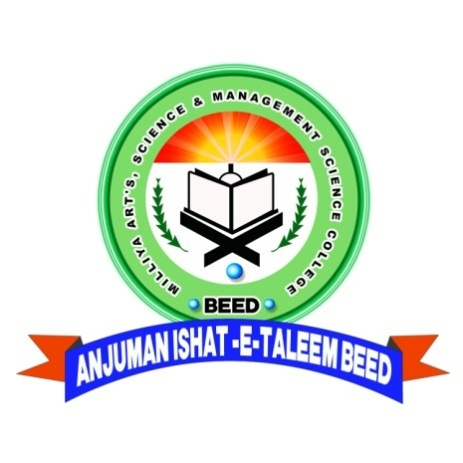 MILLIYA ART'S, SCIENCE & MANAGEMENT SCIENCE COLLEGE
BEED
ANJUMAN ISHAT-E-TALEEM BEED